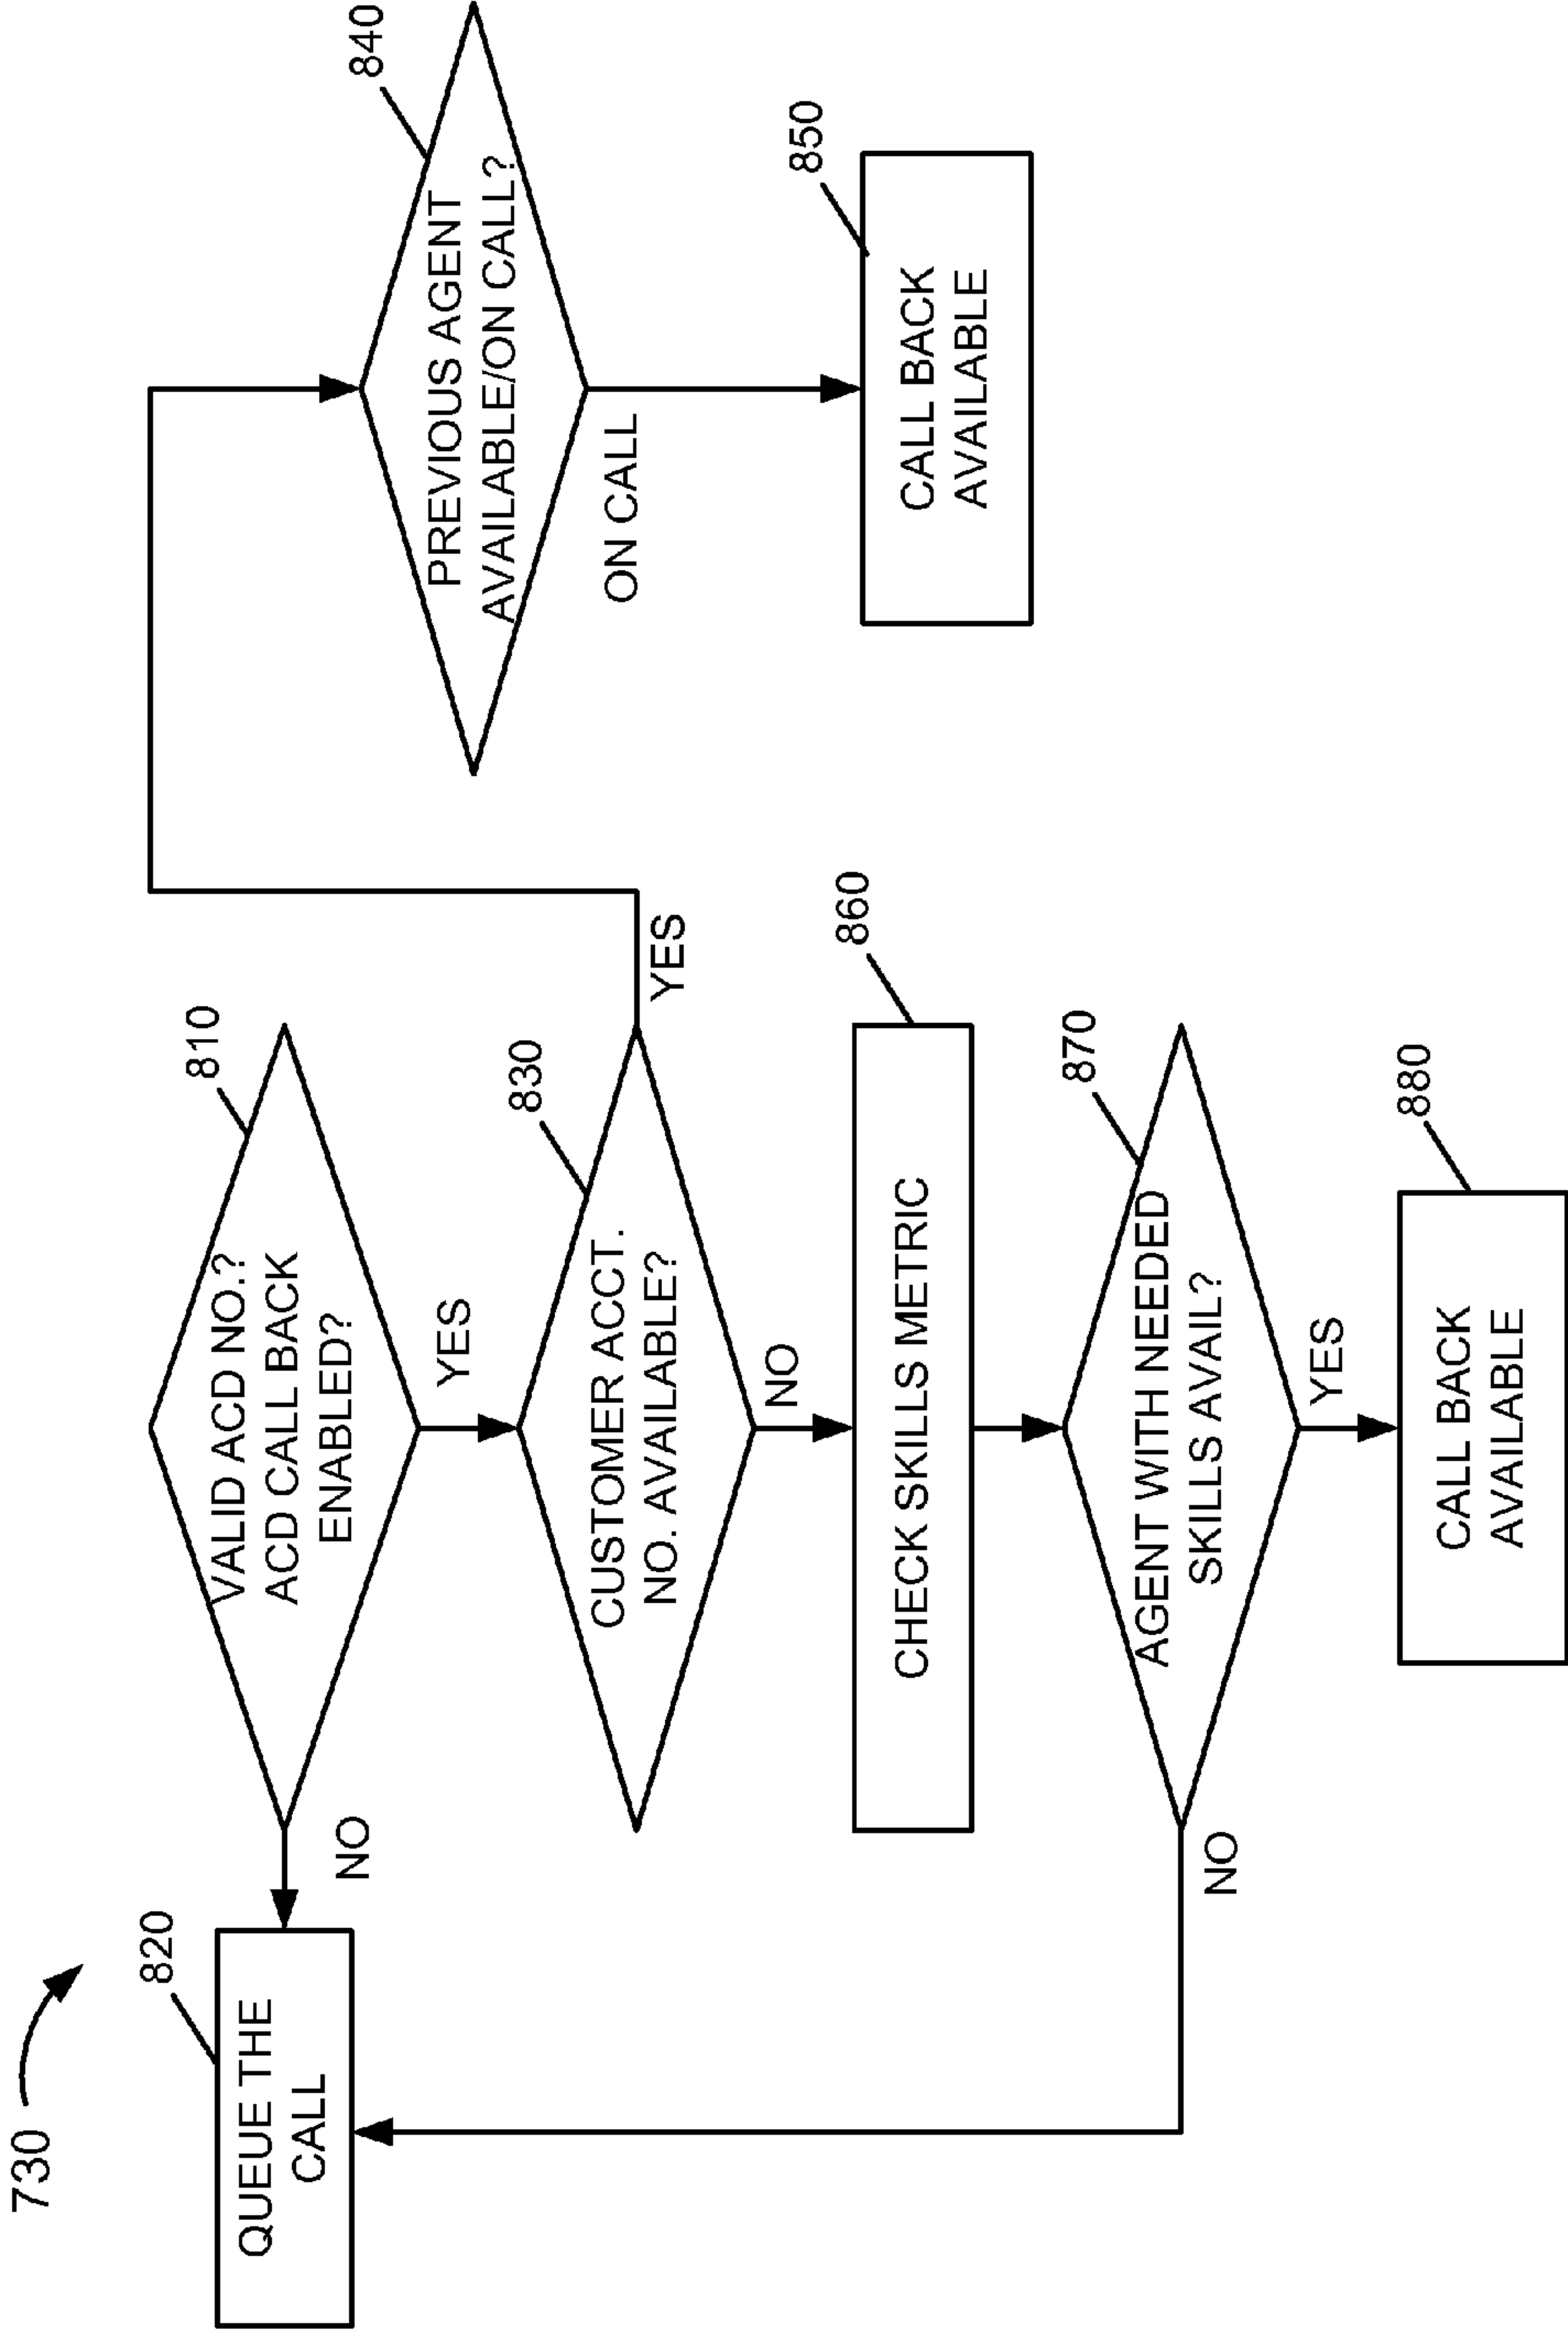 730
820
QUEUE THE
CALL
NO
810
VALID ACD NO.?
ACD CALL BACK
ENABLED?
YES
830
CUSTOMER ACCT.
NO. AVAILABLE?
YES
NO
840
PREVIOUS AGENT
AVAILABLE/ON CALL?
ON CALL
850
CALL BACK
AVAILABLE
860
CHECK SKILLS METRIC
870
AGENT WITH NEEDED
SKILLS AVAIL?
NO
YES
880
CALL BACK
AVAILABLE